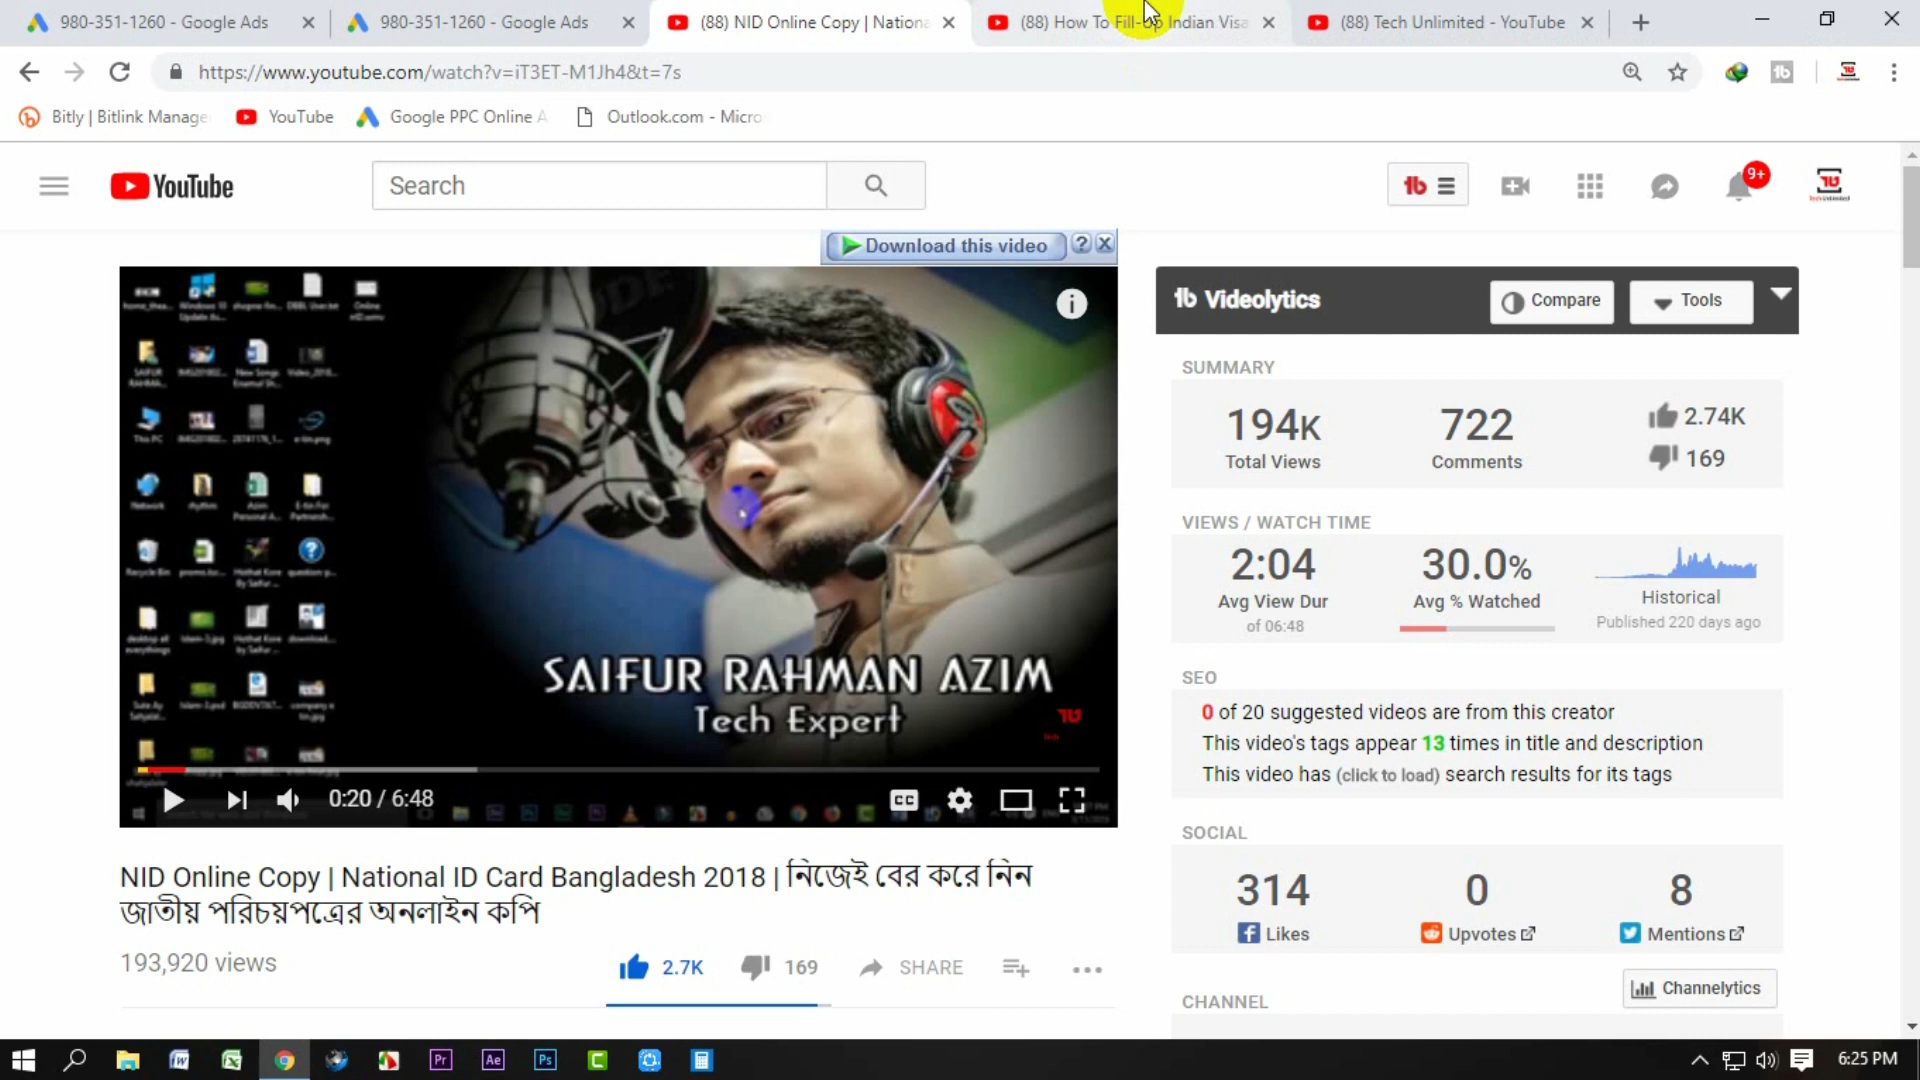 980-351-1260 - Google Ads
980-351-1260 - Google Ads
(88) NID Online Copy | Nationa
(88) How To Fill-Up Indian Visa
(88) Tech Unlimited - YouTube
https://www.youtube.com/watch?v=iT3ET-M1Jh4&t=7s
Bitly | Bitlink Manage
YouTube
Google PPC Online A
Outlook.com - Micro
YouTube
Search
9+
Download this video
SAIFUR RAHMAN AZIM
Tech Expert
0:20 / 6:48
NID Online Copy | National ID Card Bangladesh 2018 | নিজেই বের করে নিন
জাতীয় পরিচয়পত্রের অনলাইন কপি
193,920 views
2.7K
169
SHARE
Videolytics
Compare
Tools
SUMMARY
194K
Total Views
722
Comments
2.74K
169
VIEWS / WATCH TIME
2:04
Avg View Dur
of 06:48
30.0%
Avg % Watched
Historical
Published 220 days ago
SEO
0 of 20 suggested videos are from this creator
This video's tags appear 13 times in title and description
This video has (click to load) search results for its tags
SOCIAL
314
Likes
0
Upvotes
8
Mentions
Channelytics
CHANNEL
6:25 PM